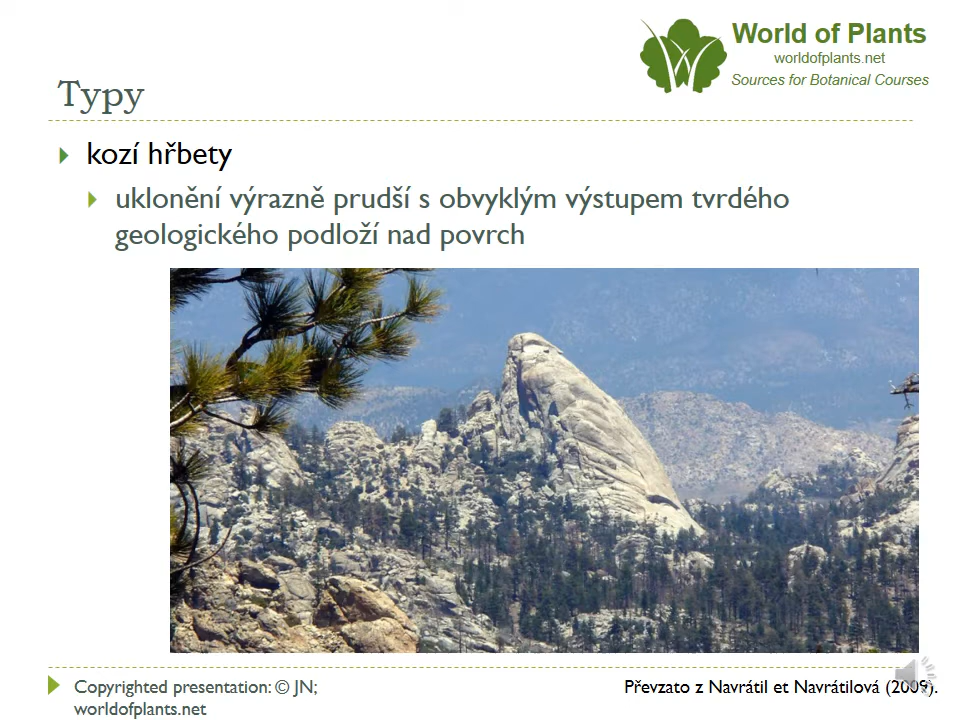 World of Plants
worldofplants.net
Sources for Botanical Courses
Typy
kozí hřbety
uklonění výrazně prudší s obvyklým výstupem tvrdého
geologického podloží nad povrch
Copyrighted presentation: © JN;
worldofplants.net
Převzato z Navrátil et Navrátilová (2009).